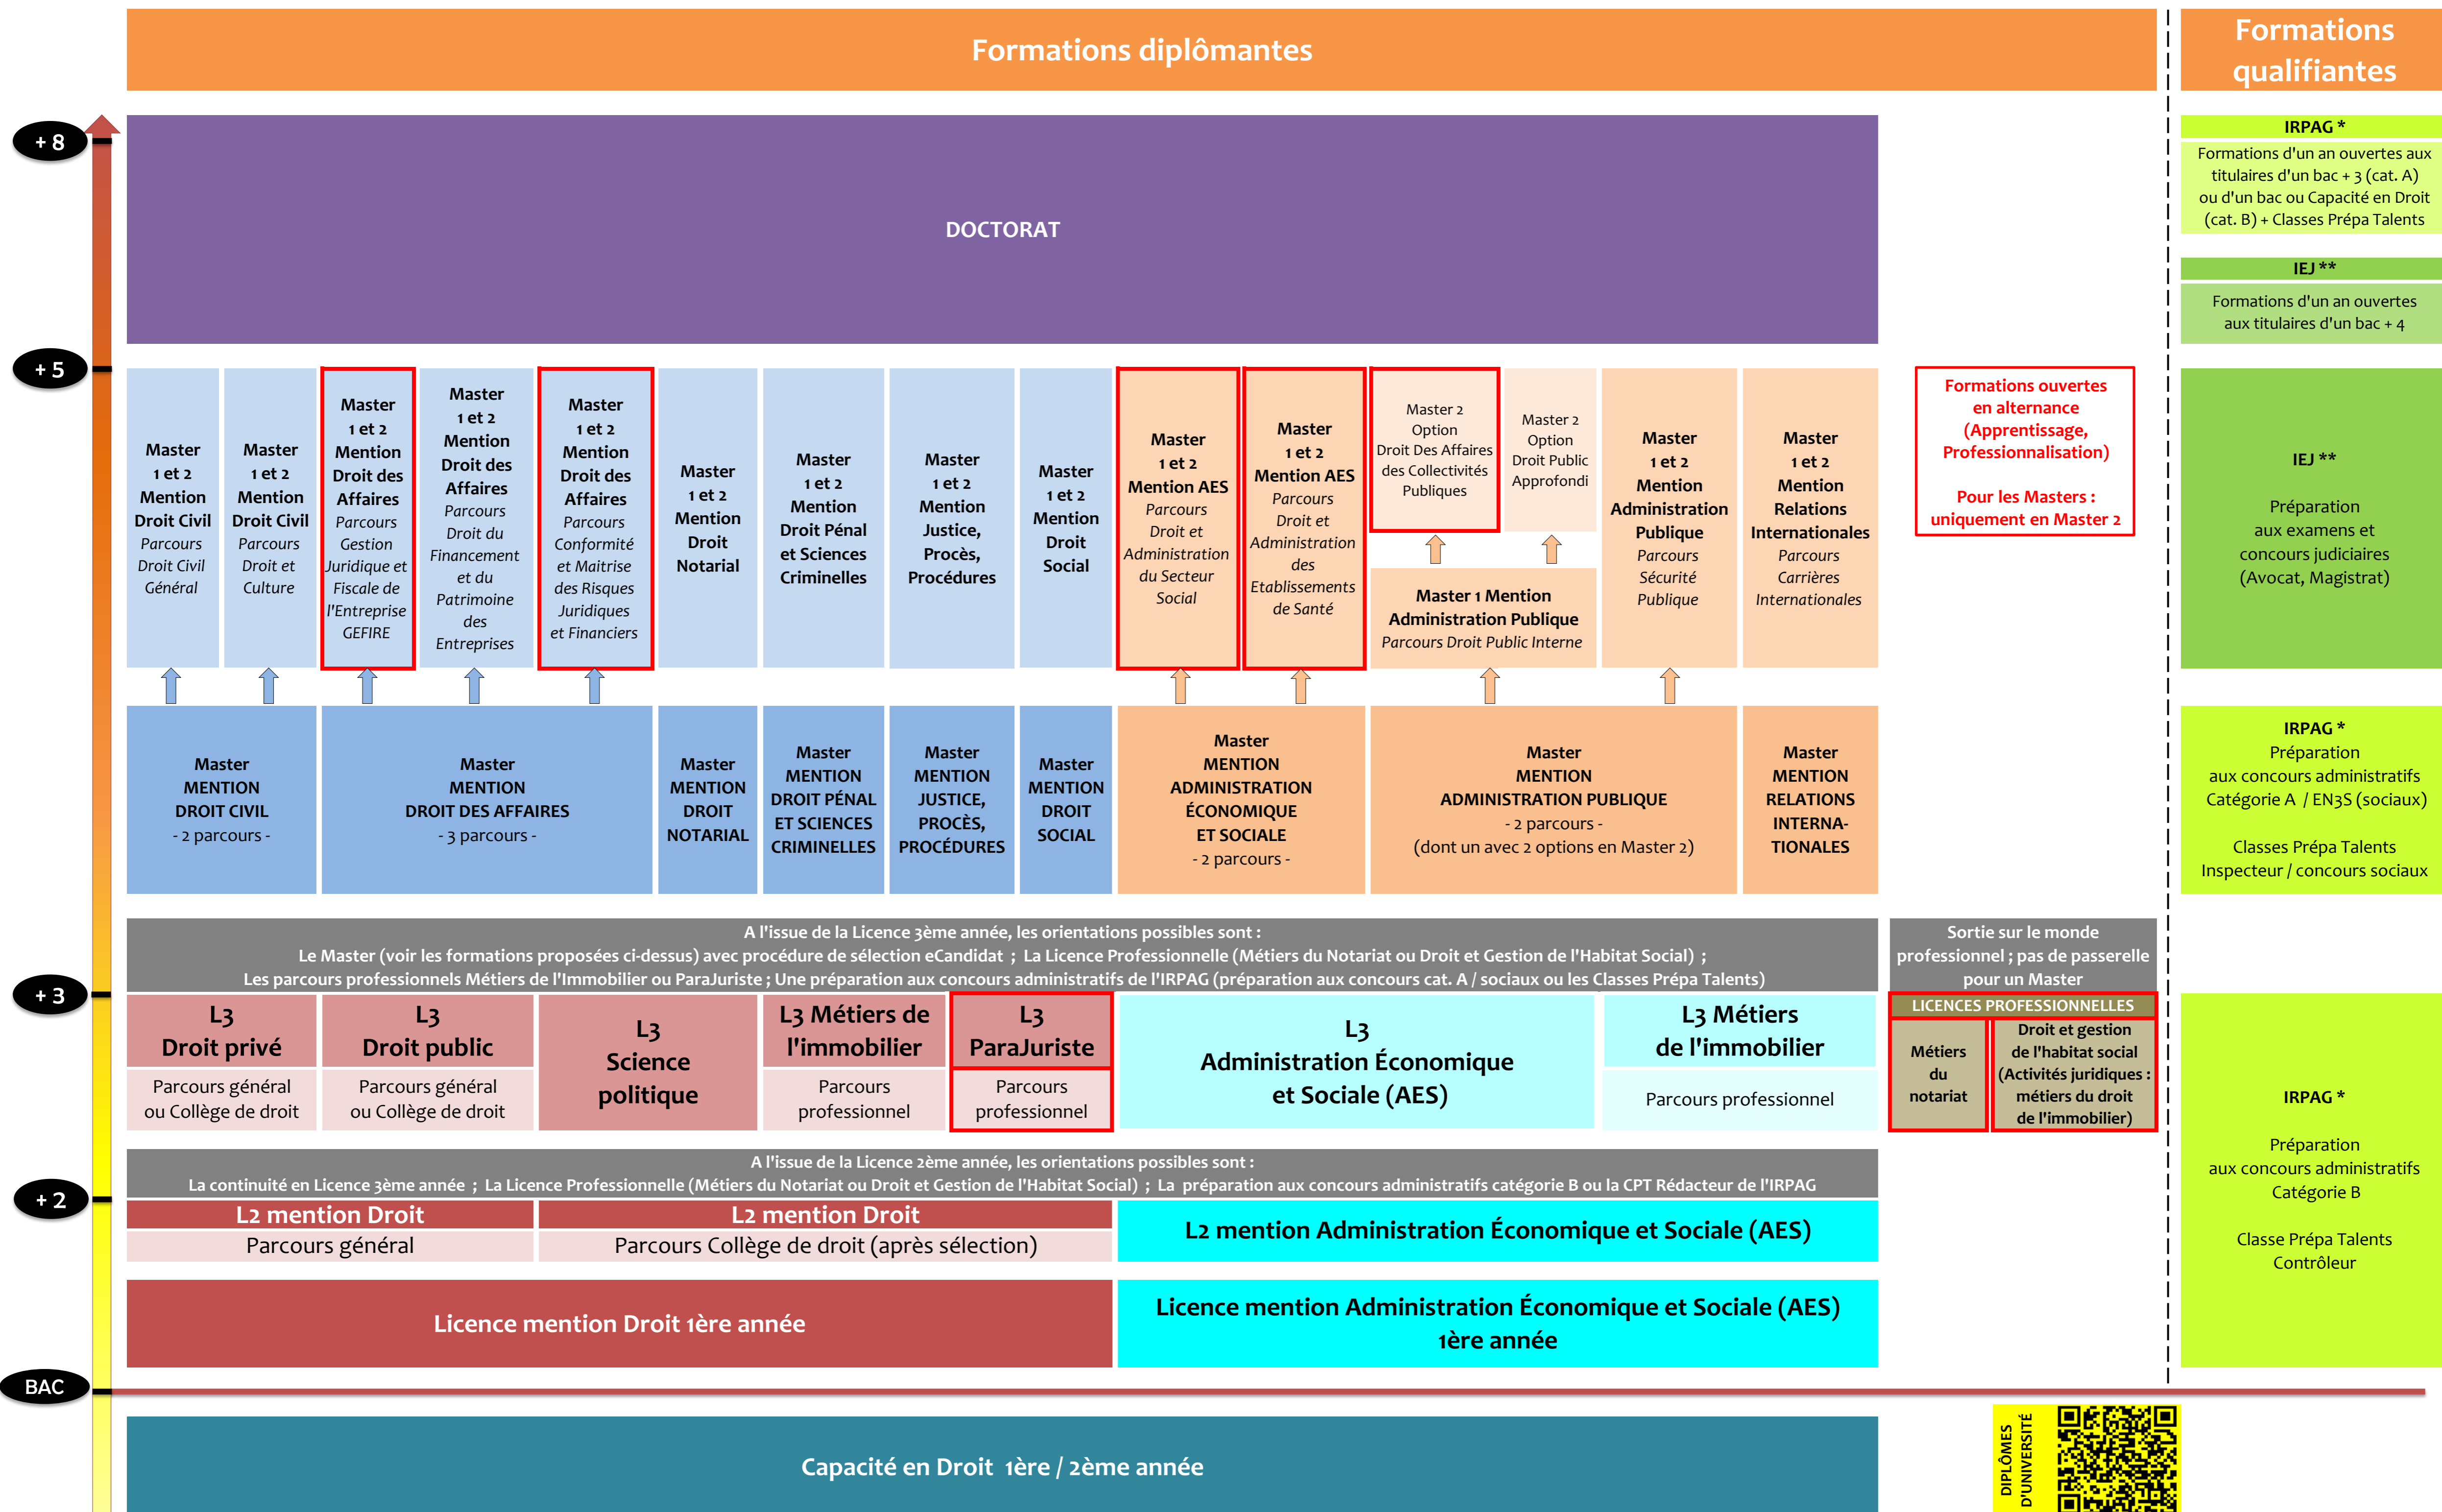 Formations diplômantes
Formations
qualifiantes
+ 8
DOCTORAT
IRPAG *
Formations d'un an ouvertes aux
titulaires d'un bac + 3 (cat. A)
ou d'un bac ou Capacité en Droit
(cat. B) + Classes Prépa Talents
IEJ **
Formations d'un an ouvertes
aux titulaires d'un bac + 4
+ 5
Master
1 et 2
Mention
Droit Civil
Parcours
Droit Civil
Général
Master
1 et 2
Mention
Droit Civil
Parcours
Droit et
Culture
Master
1 et 2
Mention
Droit des
Affaires
Parcours
Gestion
Juridique et
Fiscale de
l'Entreprise
GEFIRE
Master
1 et 2
Mention
Droit des
Affaires
Parcours
Droit du
Financement
et du
Patrimoine
des
Entreprises
Master
1 et 2
Mention
Droit des
Affaires
Parcours
Conformité
et Maitrise
des Risques
Juridiques
et Financiers
Master
1 et 2
Mention
Droit
Notarial
Master
1 et 2
Mention
Droit Pénal
et Sciences
Criminelles
Master
1 et 2
Mention
Justice,
Procès,
Procédures
Master
1 et 2
Mention
Droit
Social
Master
1 et 2
Mention AES
Parcours
Droit et
Administration
du Secteur
Social
Master
1 et 2
Mention AES
Parcours
Droit et
Administration
des
Etablissements
de Santé
Master 2
Option
Droit Des Affaires
des Collectivités
Publiques
Master 2
Option
Droit Public
Approfondi
Master 1 Mention
Administration Publique
Parcours Droit Public Interne
Master
1 et 2
Mention
Administration
Publique
Parcours
Sécurité
Publique
Master
1 et 2
Mention
Relations
Internationales
Parcours
Carrières
Internationales
Formations ouvertes
en alternance
(Apprentissage,
Professionnalisation)
Pour les Masters :
uniquement en Master 2
IEJ **
Préparation
aux examens et
concours judiciaires
(Avocat, Magistrat)
Master
MENTION
DROIT CIVIL
- 2 parcours -
Master
MENTION
DROIT DES AFFAIRES
- 3 parcours -
Master
MENTION
DROIT
NOTARIAL
Master
MENTION
DROIT PÉNAL
ET SCIENCES
CRIMINELLES
Master
MENTION
JUSTICE,
PROCÈS,
PROCÉDURES
Master
MENTION
DROIT
SOCIAL
Master
MENTION
ADMINISTRATION
ÉCONOMIQUE
ET SOCIALE
- 2 parcours -
Master
MENTION
ADMINISTRATION PUBLIQUE
- 2 parcours -
(dont un avec 2 options en Master 2)
Master
MENTION
RELATIONS
INTERNA-
TIONALES
IRPAG *
Préparation
aux concours administratifs
Catégorie A / EN3S (sociaux)
Classes Prépa Talents
Inspecteur / concours sociaux
A l'issue de la Licence 3ème année, les orientations possibles sont :
Le Master (voir les formations proposées ci-dessus) avec procédure de sélection eCandidat ; La Licence Professionnelle (Métiers du Notariat ou Droit et Gestion de l'Habitat Social) ;
Les parcours professionnels Métiers de l'Immobilier ou ParaJuriste ; Une préparation aux concours administratifs de l'IRPAG (préparation aux concours cat. A / sociaux ou les Classes Prépa Talents)
Sortie sur le monde
professionnel ; pas de passerelle
pour un Master
+ 3
L3
Droit privé
Parcours général
ou Collège de droit
L3
Droit public
Parcours général
ou Collège de droit
L3
Science
politique
L3 Métiers de
l'immobilier
Parcours
professionnel
L3
ParaJuriste
Parcours
professionnel
L3
Administration Économique
et Sociale (AES)
L3 Métiers
de l'immobilier
Parcours professionnel
LICENCES PROFESSIONNELLES
Métiers
du
notariat
Droit et gestion
de l'habitat social
(Activités juridiques :
métiers du droit
de l'immobilier)
IRPAG *
Préparation
aux concours administratifs
Catégorie B
Classe Prépa Talents
Contrôleur
A l'issue de la Licence 2ème année, les orientations possibles sont :
La continuité en Licence 3ème année ; La Licence Professionnelle (Métiers du Notariat ou Droit et Gestion de l'Habitat Social) ; La préparation aux concours administratifs catégorie B ou la CPT Rédacteur de l'IRPAG
+ 2
L2 mention Droit
Parcours général
L2 mention Droit
Parcours Collège de droit (après sélection)
L2 mention Administration Économique et Sociale (AES)
Licence mention Droit 1ère année
Licence mention Administration Économique et Sociale (AES)
1ère année
BAC
Capacité en Droit 1ère / 2ème année
DIPLÔMES
D'UNIVERSITÉ